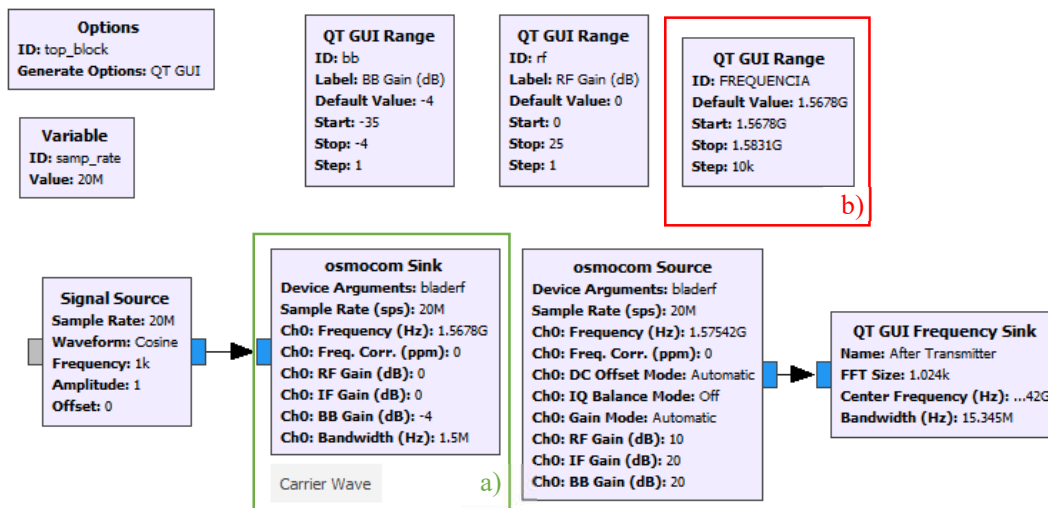 Options
ID: top_block
Generate Options: QT GUI
Variable
ID: samp_rate
Value: 20M
QT GUI Range
ID: bb
Label: BB Gain (dB)
Default Value: -4
Start: -35
Stop: -4
Step: 1
QT GUI Range
ID: rf
Label: RF Gain (dB)
Default Value: 0
Start: 0
Stop: 25
Step: 1
QT GUI Range
ID: FREQUENCIA
Default Value: 1.5678G
Start: 1.5678G
Stop: 1.5831G
Step: 10k
b)
Signal Source
Sample Rate: 20M
Waveform: Cosine
Frequency: 1k
Amplitude: 1
Offset: 0
osmocom Sink
Device Arguments: bladerf
Sample Rate (sps): 20M
Ch0: Frequency (Hz): 1.5678G
Ch0: Freq. Corr. (ppm): 0
Ch0: RF Gain (dB): 0
Ch0: IF Gain (dB): 0
Ch0: BB Gain (dB): -4
Ch0: Bandwidth (Hz): 1.5M
Carrier Wave
a)
osmocom Source
Device Arguments: bladerf
Sample Rate (sps): 20M
Ch0: Frequency (Hz): 1.57542G
Ch0: Freq. Corr. (ppm): 0
Ch0: DC Offset Mode: Automatic
Ch0: IQ Balance Mode: Off
Ch0: Gain Mode: Automatic
Ch0: RF Gain (dB): 10
Ch0: IF Gain (dB): 20
Ch0: BB Gain (dB): 20
QT GUI Frequency Sink
Name: After Transmitter
FFT Size: 1.024k
Center Frequency (Hz): ...42G
Bandwidth (Hz): 15.345M